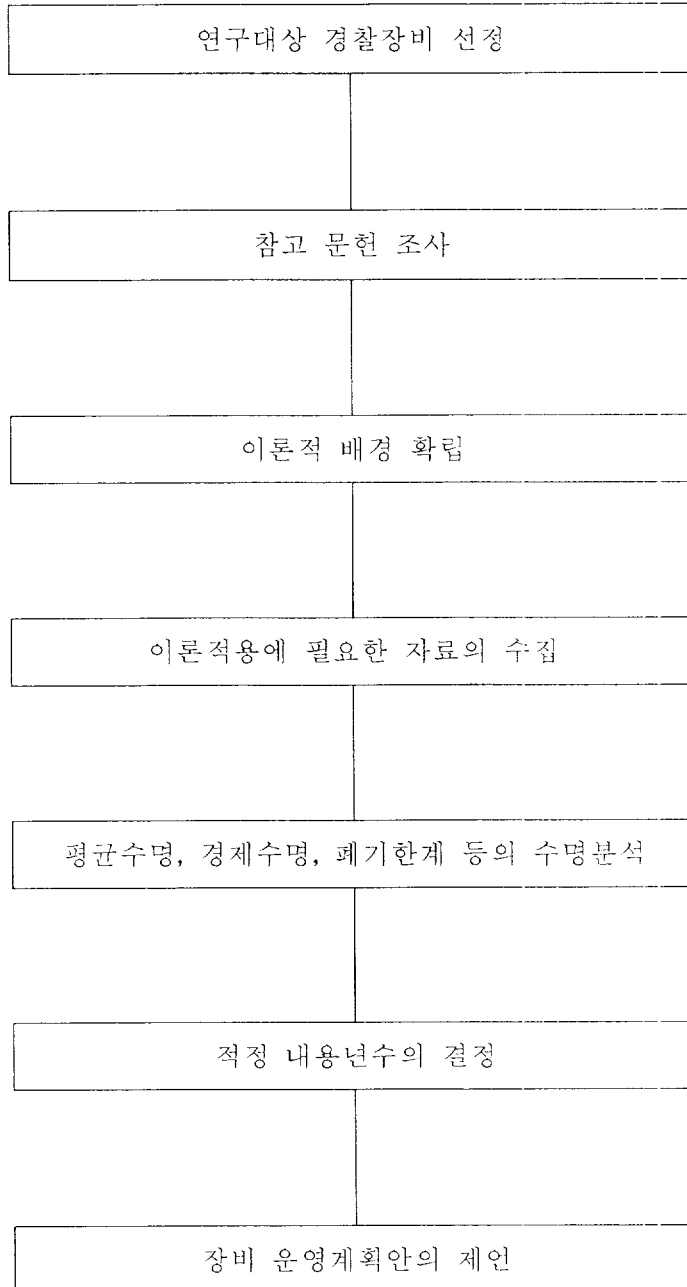 연구대상 경찰장비 선정
참고 문헌 조사
이론적 배경 확립
이론적용에 필요한 자료의 수집
평균수명, 경제수명, 폐기한계 등의 수명분석
적정 내용년수의 결정
장비 운영계획안의 제언